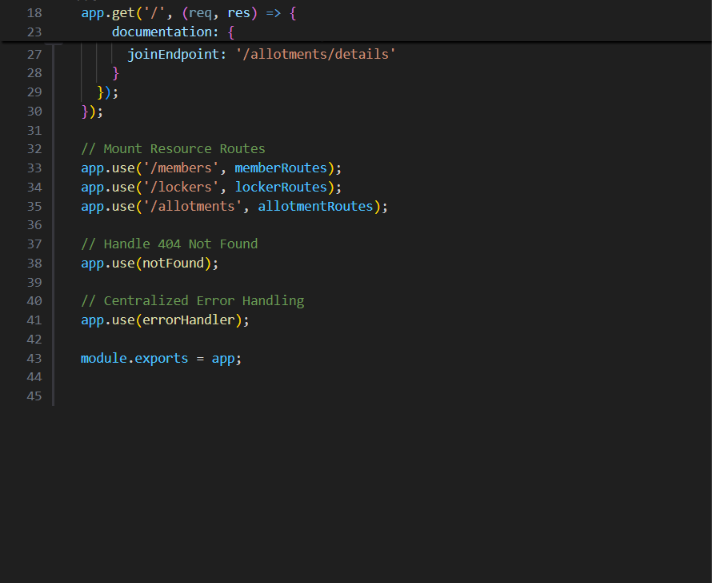 18 app.get('/', (req, res) => {
23 documentation: {
27 joinEndpoint: '/allotments/details'
28 }
29 });
30 });
31
32 // Mount Resource Routes
33 app.use('/members', memberRoutes);
34 app.use('/lockers', lockerRoutes);
35 app.use('/allotments', allotmentRoutes);
36
37 // Handle 404 Not Found
38 app.use(notFound);
39
40 // Centralized Error Handling
41 app.use(errorHandler);
42
43 module.exports = app;
44
45